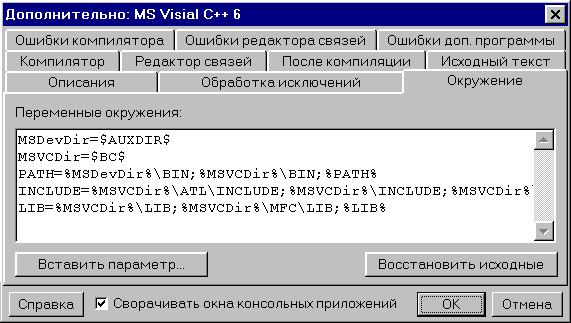 Дополнительно: MS Visial C++ 6
Ошибки компилятора Ошибки редактора связей Ошибки доп. программы
Компилятор Редактор связей После компиляции Исходный текст
Описания Обработка исключений Окружение
Переменные окружения:
MSDevDir=$AUXDIR$
MSVCDir=$BC$
PATH=%MSDevDir%\BIN;%MSVCDir%\BIN;%PATH%
INCLUDE=%MSVCDir%\ATL\INCLUDE;%MSVCDir%\INCLUDE;%MSVCDir%\
LIB=%MSVCDir%\LIB;%MSVCDir%\MFC\LIB;%LIB%
Вставить параметр... Восстановить исходные
Справка Сворачивать окна консольных приложений OK Отмена